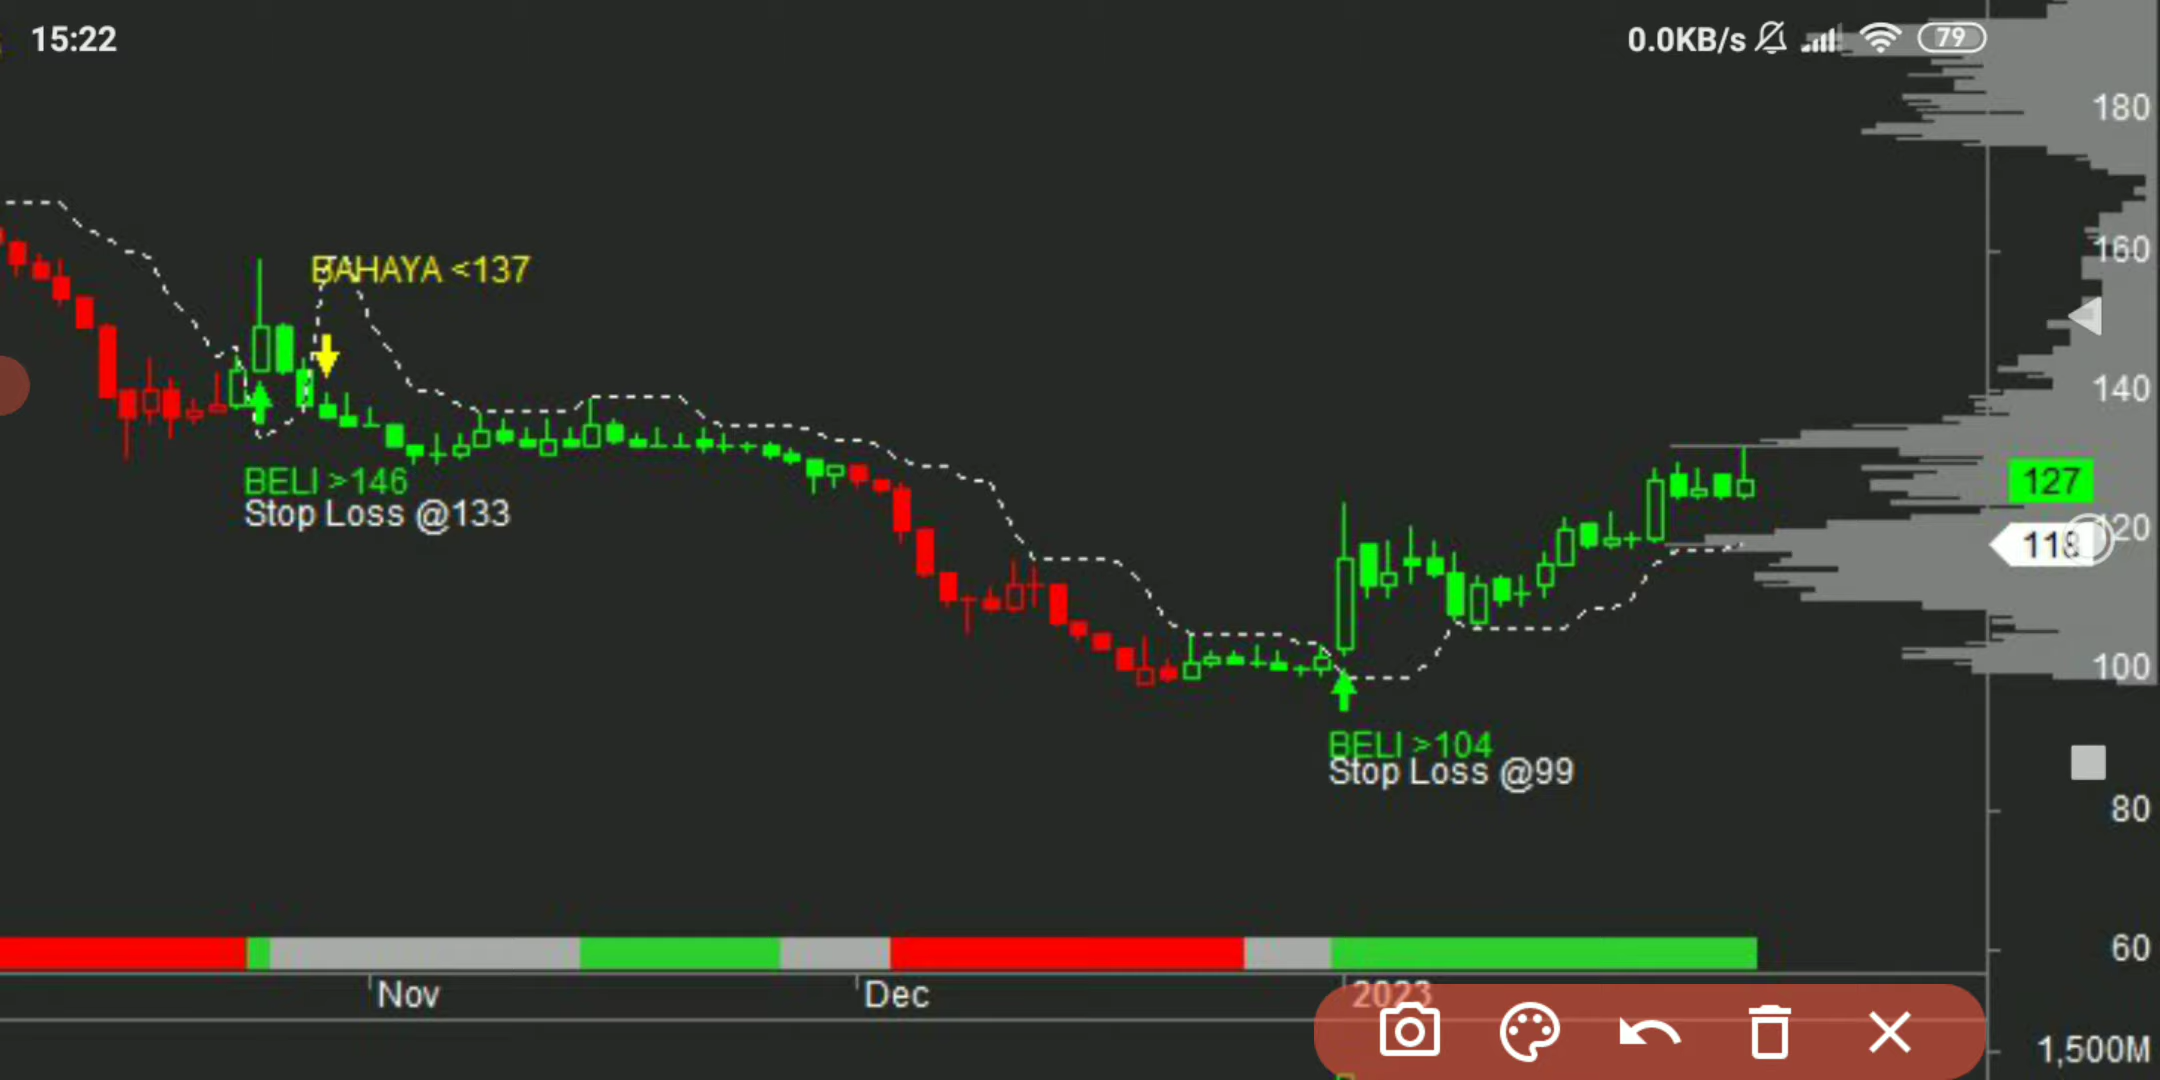 15:22
0.0KB/s
79
180
160
BAHAYA <137
140
BELI >146
Stop Loss @133
127
120
118
100
BELI >104
Stop Loss @99
80
60
Nov
Dec
2023
1,500M